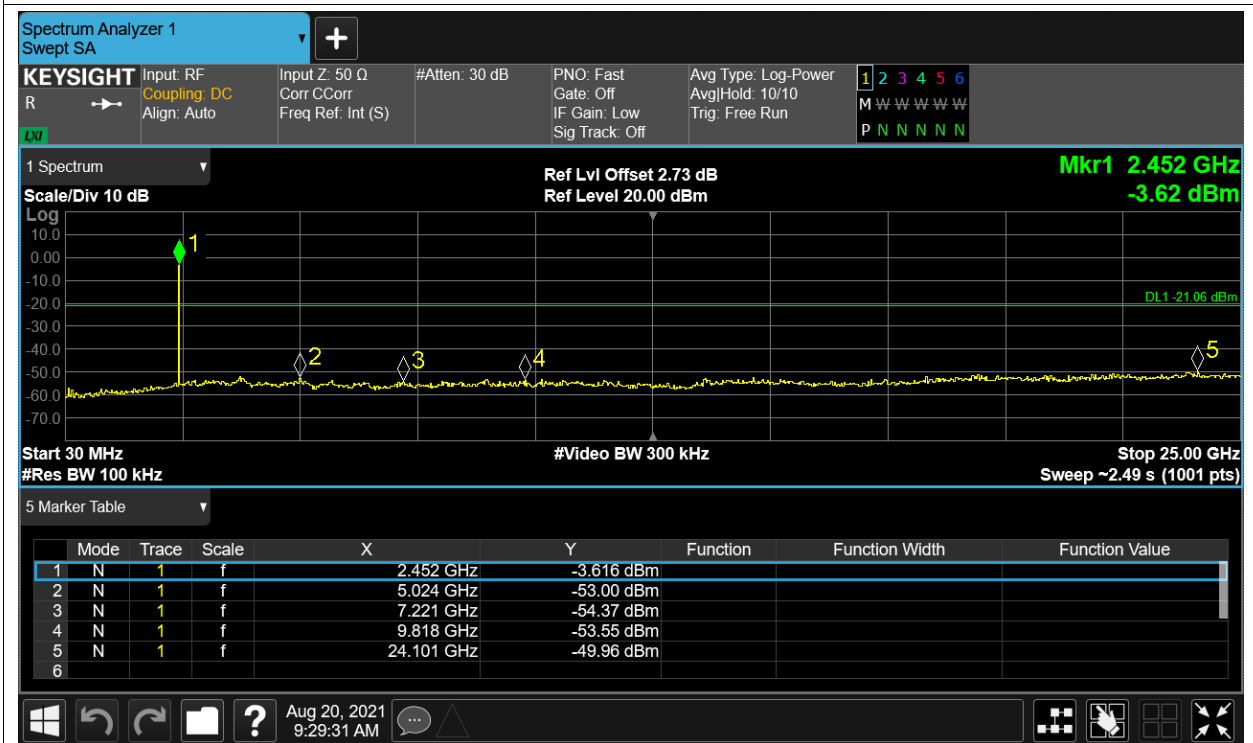 Spectrum Analyzer 1
Swept SA
KEYSIGHT
R
LXI
Input: RF
Coupling: DC
Align: Auto
Input Z: 50 Ω
Corr CCorr
Freq Ref: Int (S)
#Atten: 30 dB
PNO: Fast
Gate: Off
IF Gain: Low
Sig Track: Off
Avg Type: Log-Power
Avg|Hold: 10/10
Trig: Free Run
1 2 3 4 5 6
M W W W W W
P N N N N N
1 Spectrum
Scale/Div 10 dB
Ref Lvl Offset 2.73 dB
Ref Level 20.00 dBm
Mkr1 2.452 GHz
-3.62 dBm
Log
10.0
0.00
-10.0
-20.0
-30.0
-40.0
-50.0
-60.0
-70.0
1
2
3
4
5
DL1 -21.06 dBm
Start 30 MHz
#Video BW 300 kHz
Stop 25.00 GHz
#Res BW 100 kHz
Sweep ~2.49 s (1001 pts)
5 Marker Table
Mode Trace Scale X Y Function Function Width Function Value
1 N 1 f 2.452 GHz -3.616 dBm
2 N 1 f 5.024 GHz -53.00 dBm
3 N 1 f 7.221 GHz -54.37 dBm
4 N 1 f 9.818 GHz -53.55 dBm
5 N 1 f 24.101 GHz -49.96 dBm
6
?
Aug 20, 2021
9:29:31 AM